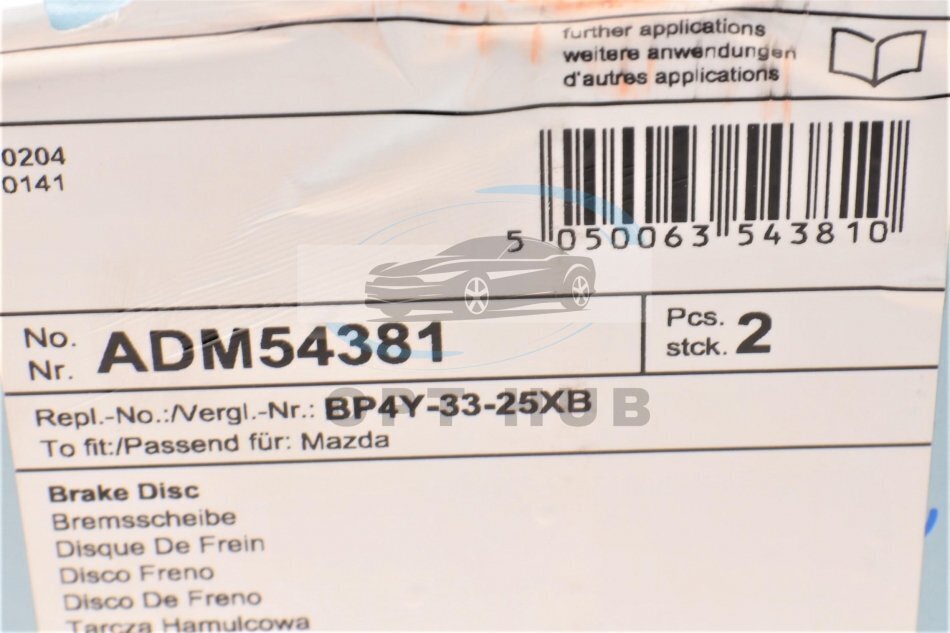 further applications
weitere anwendungen
d'autres applications
0204
0141
5 050063 543810
No.
Nr.
ADM54381
Pcs.
stck.
2
OPT HUB
Repl.-No.:/Vergl.-Nr.: BP4Y-33-25XB
To fit:/Passend für: Mazda
Brake Disc
Bremsscheibe
Disque De Frein
Disco Freno
Disco De Freno
Tarcza Hamulcowa